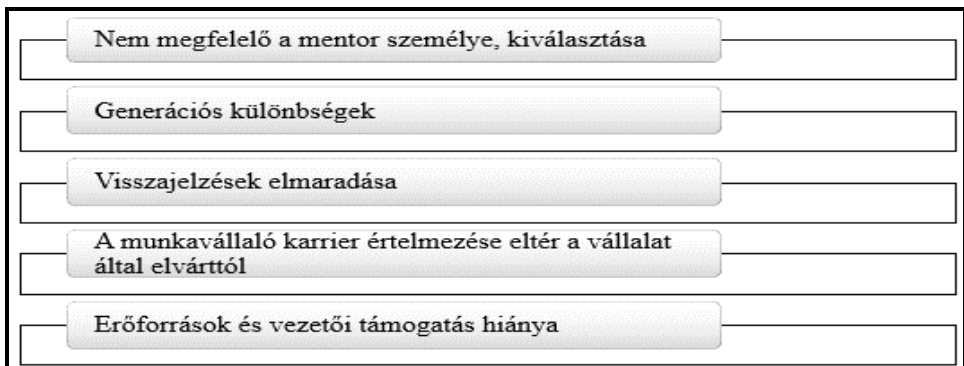 Nem megfelelő a mentor személye, kiválasztása
Generációs különbségek
Visszajelzések elmaradása
A munkavállaló karrier értelmezése eltér a vállalat
által elvárttól
Erőforrások és vezetői támogatás hiánya